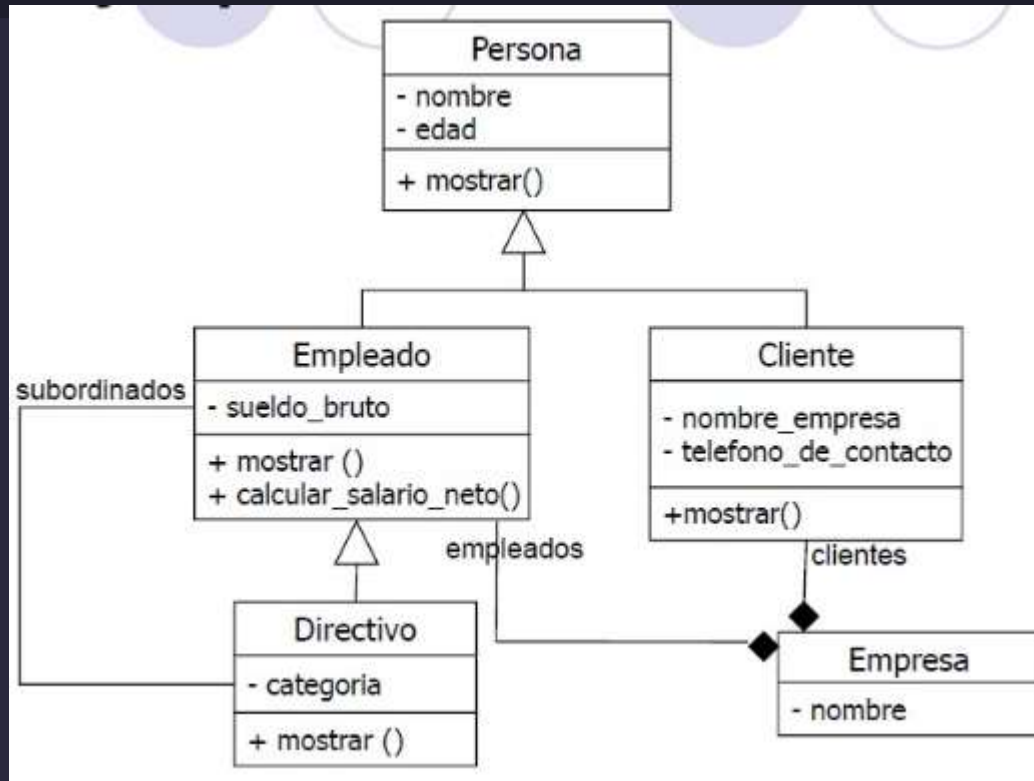 Persona
- nombre
- edad
+ mostrar()
Empleado
- sueldo_bruto
+ mostrar ()
+ calcular_salario_neto()
Cliente
- nombre_empresa
- telefono_de_contacto
+mostrar()
subordinados
empleados
clientes
Directivo
- categoria
+ mostrar ()
Empresa
- nombre